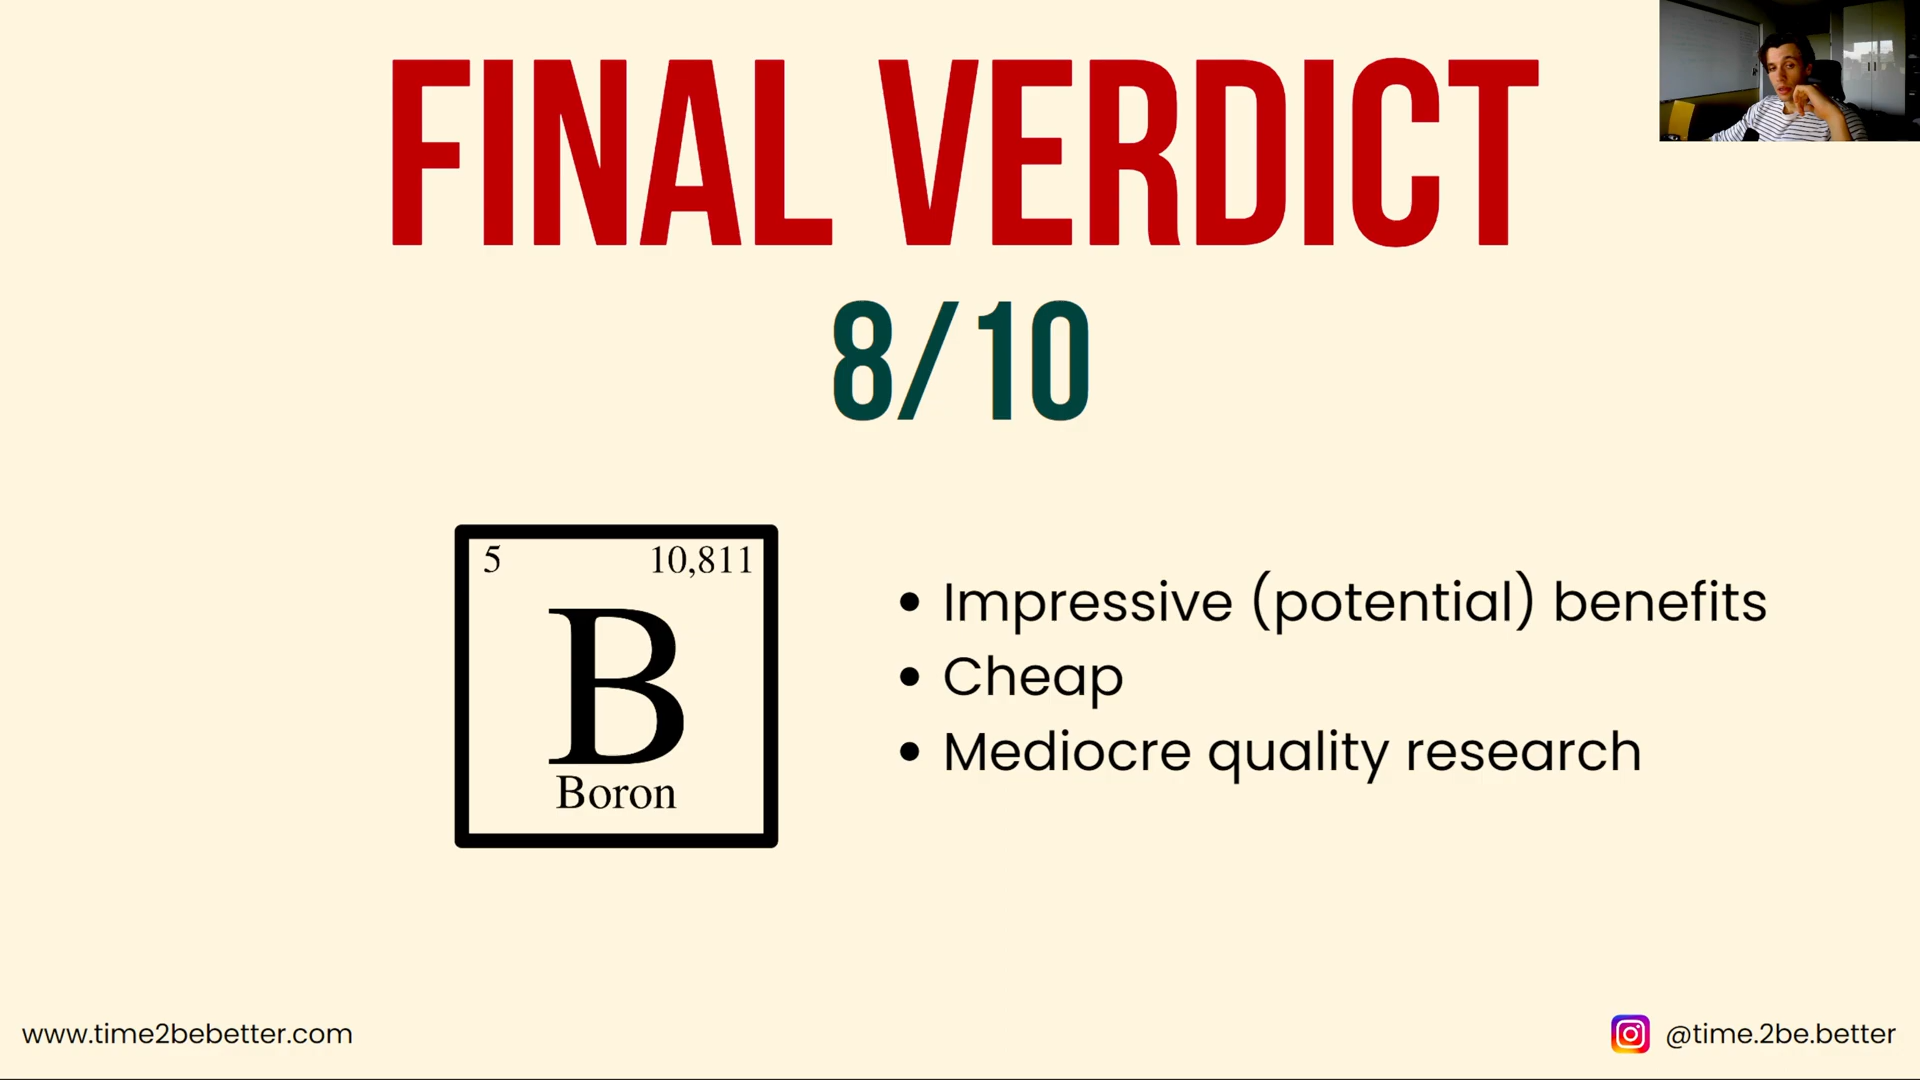 FINAL VERDICT
8/10
5 10,811
B
Boron
• Impressive (potential) benefits
• Cheap
• Mediocre quality research
www.time2bebetter.com
@time.2be.better